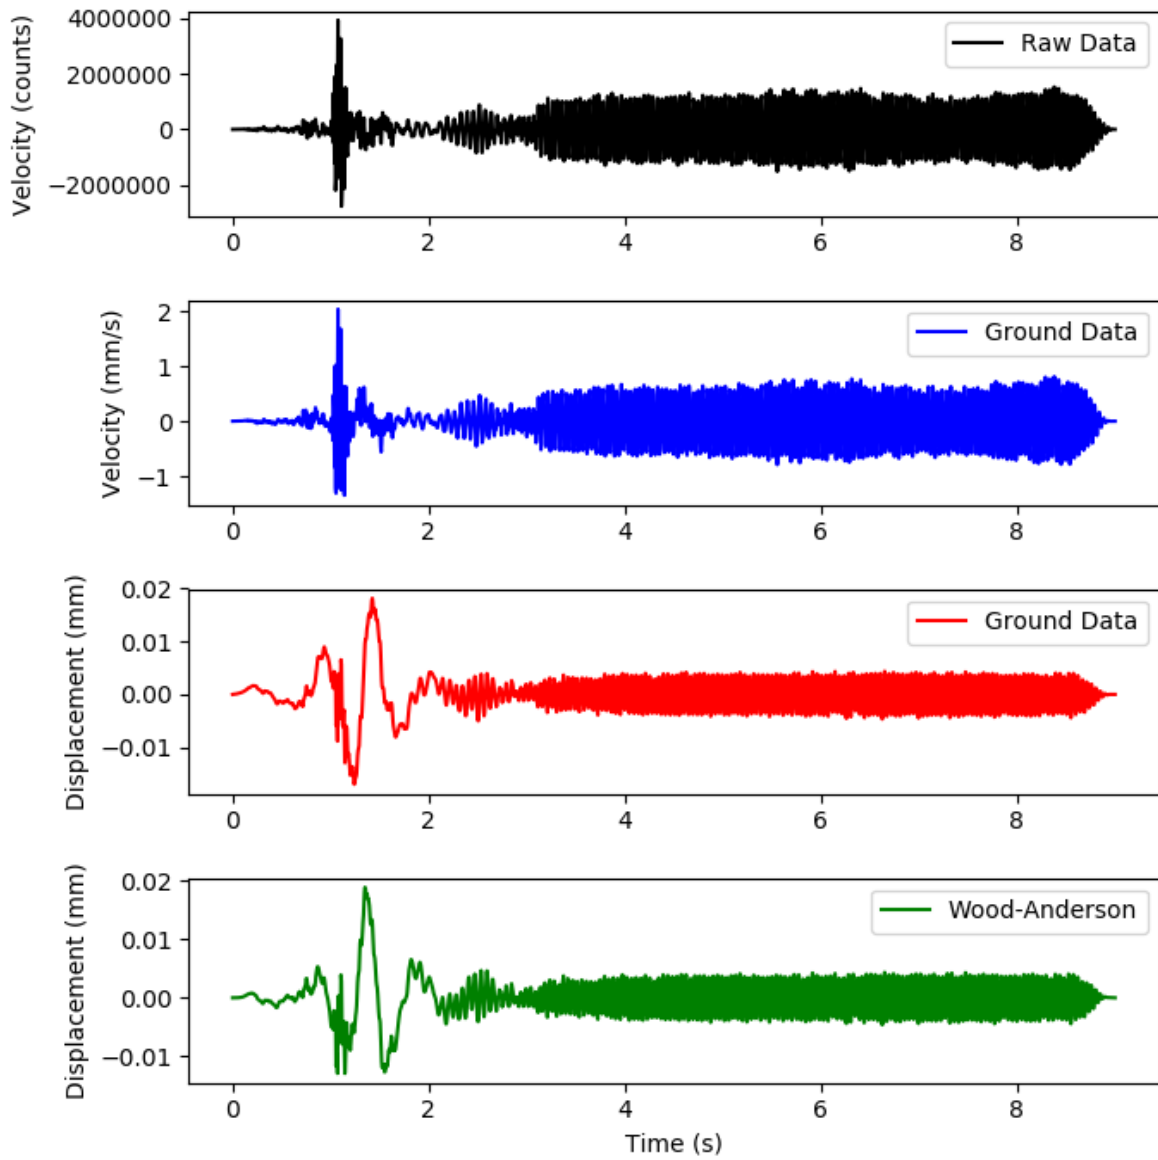 4000000
2000000
0
−2000000
Velocity (counts)
Raw Data
0 2 4 6 8
2
1
0
−1
Velocity (mm/s)
Ground Data
0 2 4 6 8
0.02
0.01
0.00
−0.01
Displacement (mm)
Ground Data
0 2 4 6 8
0.02
0.01
0.00
−0.01
Displacement (mm)
Wood-Anderson
0 2 4 6 8
Time (s)